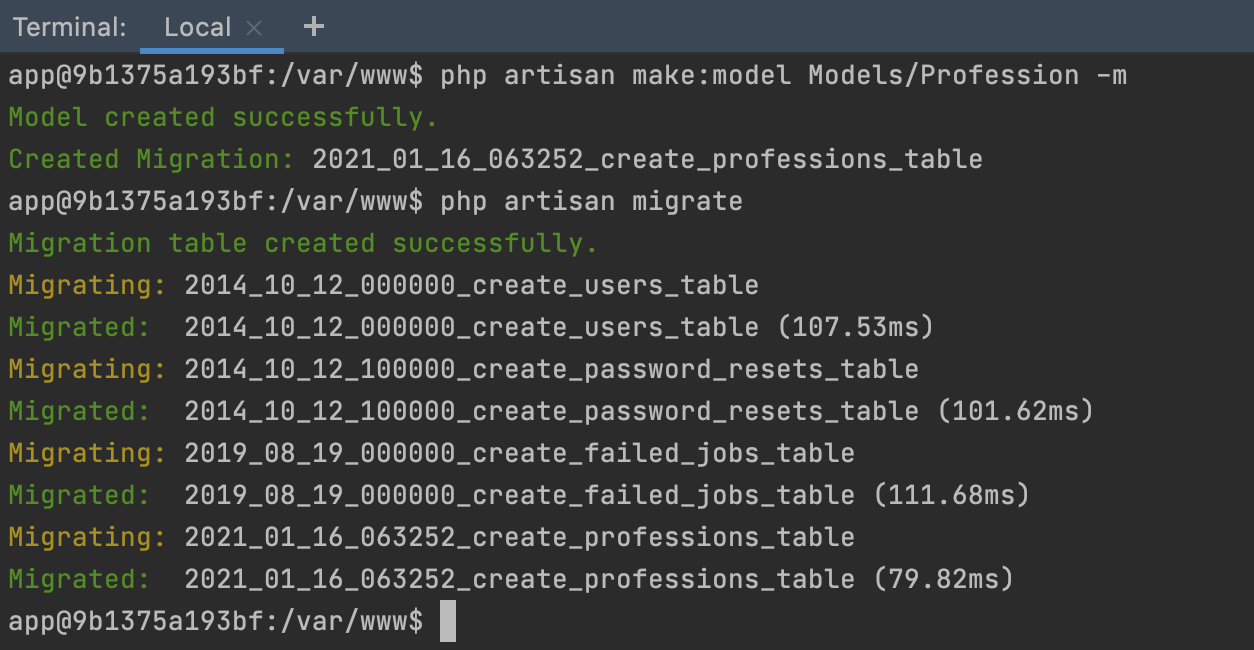 Terminal: Local × +
app@9b1375a193bf:/var/www$ php artisan make:model Models/Profession -m
Model created successfully.
Created Migration: 2021_01_16_063252_create_professions_table
app@9b1375a193bf:/var/www$ php artisan migrate
Migration table created successfully.
Migrating: 2014_10_12_000000_create_users_table
Migrated:  2014_10_12_000000_create_users_table (107.53ms)
Migrating: 2014_10_12_100000_create_password_resets_table
Migrated:  2014_10_12_100000_create_password_resets_table (101.62ms)
Migrating: 2019_08_19_000000_create_failed_jobs_table
Migrated:  2019_08_19_000000_create_failed_jobs_table (111.68ms)
Migrating: 2021_01_16_063252_create_professions_table
Migrated:  2021_01_16_063252_create_professions_table (79.82ms)
app@9b1375a193bf:/var/www$